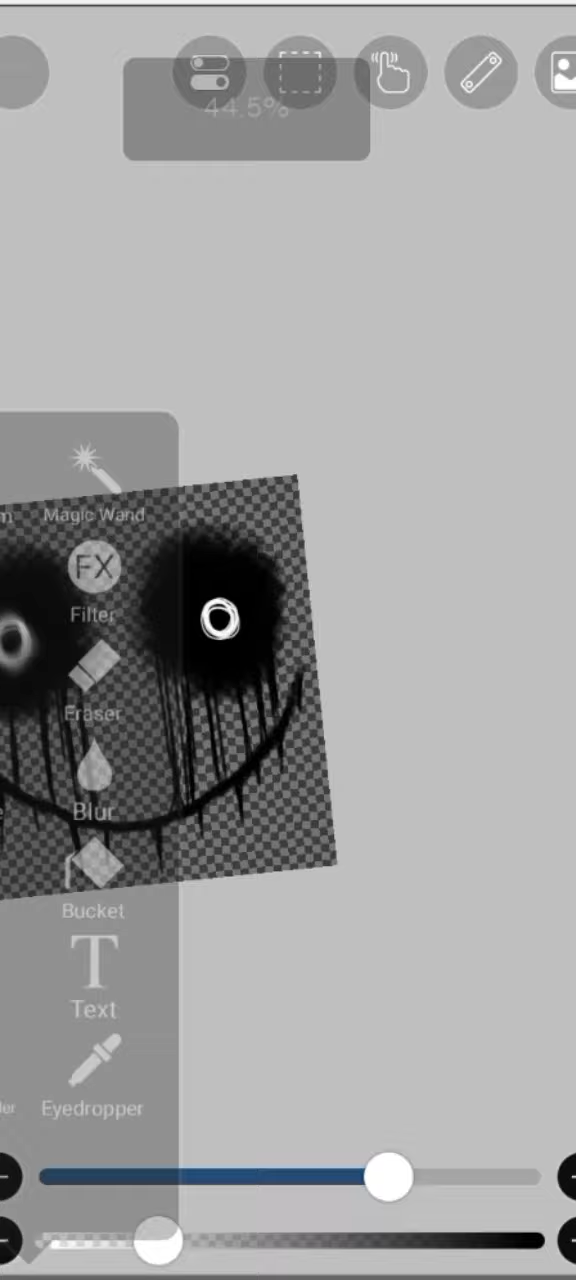 44.5%
m
Magic Wand
FX
Filter
Eraser
Blur
Bucket
T
Text
Eyedropper